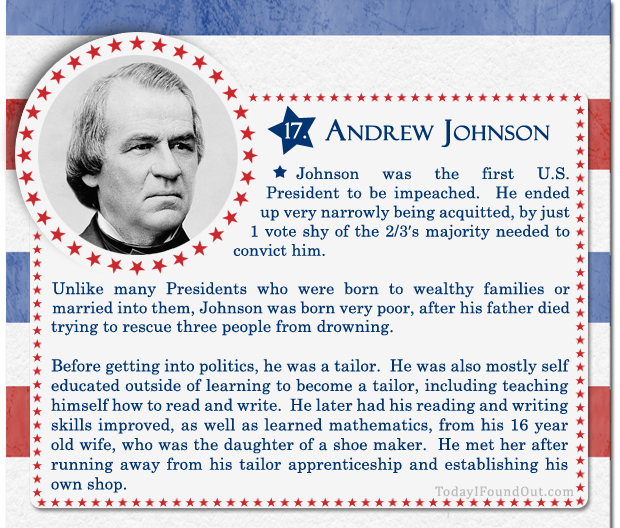 17. Andrew Johnson
Johnson was the first U.S.
President to be impeached. He ended
up very narrowly being acquitted, by just
1 vote shy of the 2/3's majority needed to
convict him.
Unlike many Presidents who were born to wealthy families or
married into them, Johnson was born very poor, after his father died
trying to rescue three people from drowning.
Before getting into politics, he was a tailor. He was also mostly self
educated outside of learning to become a tailor, including teaching
himself how to read and write. He later had his reading and writing
skills improved, as well as learned mathematics, from his 16 year
old wife, who was the daughter of a shoe maker. He met her after
running away from his tailor apprenticeship and establishing his
own shop.
TodayIFoundOut.com